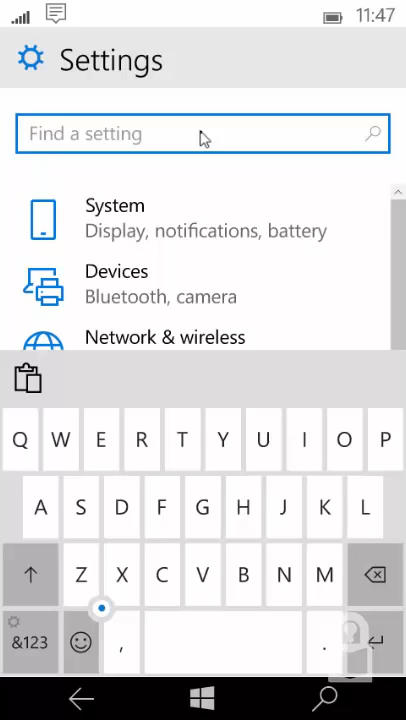 11:47
Settings
Find a setting
System
Display, notifications, battery
Devices
Bluetooth, camera
Network & wireless
Q W E R T Y U I O P
A S D F G H J K L
Z X C V B N M
&123 , .